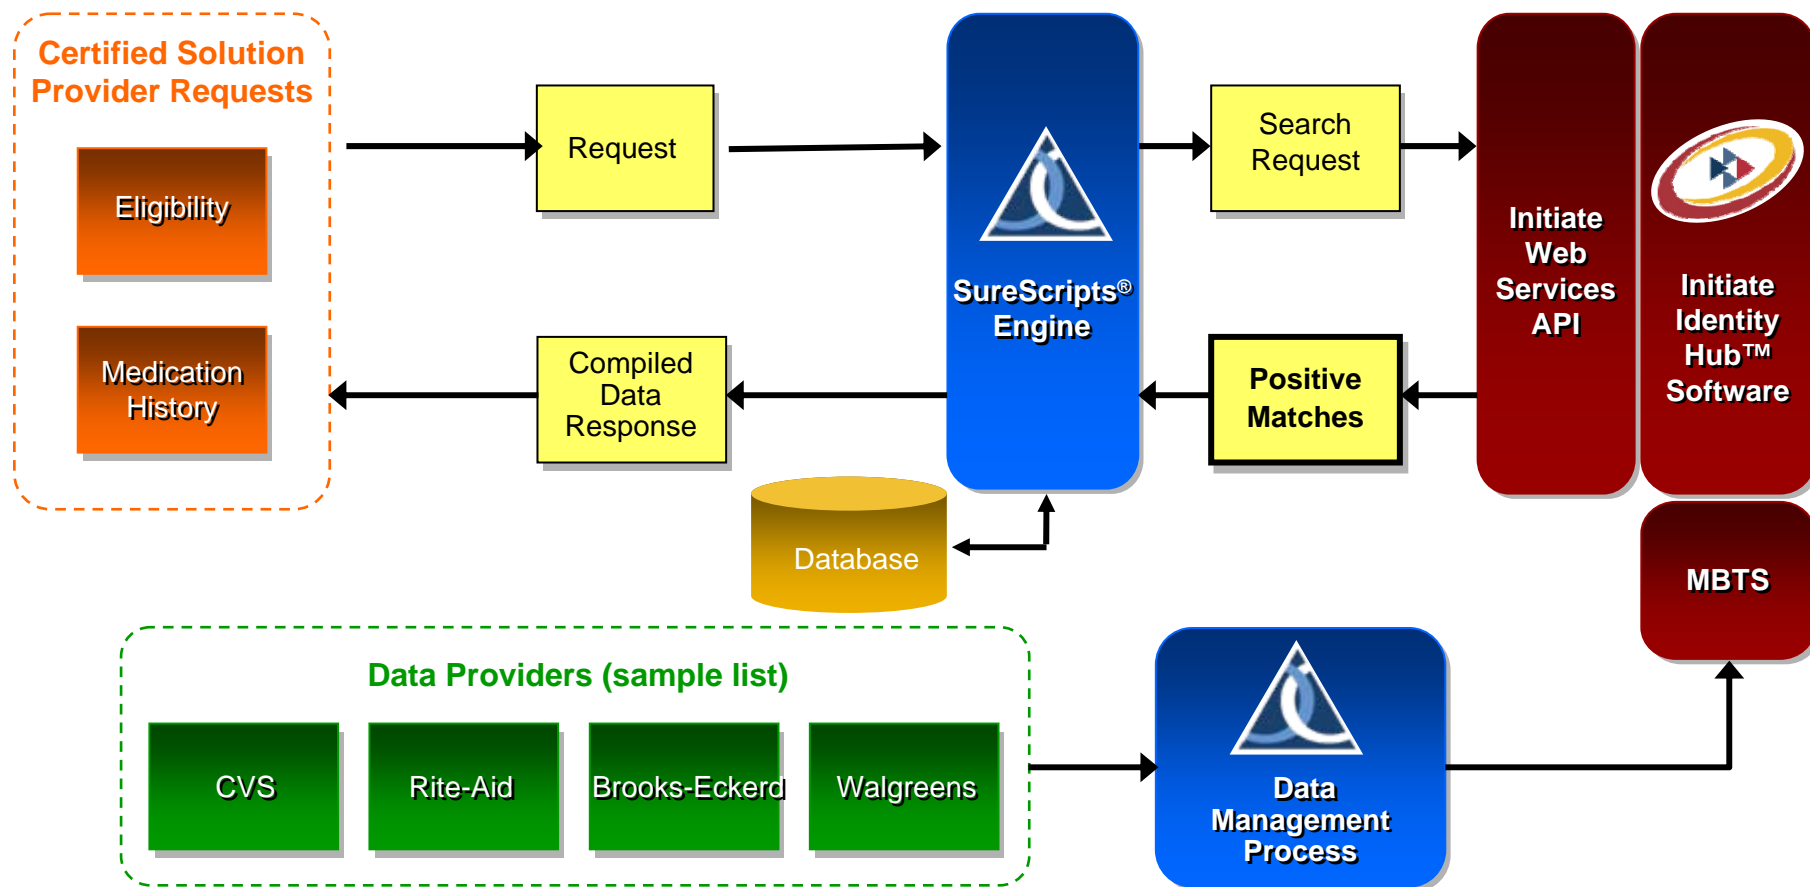 Certified Solution
Provider Requests
Eligibility
Medication
History
Request
Compiled
Data
Response
SureScripts®
Engine
Database
Search
Request
Positive
Matches
Initiate
Web
Services
API
Initiate
Identity
Hub™
Software
MBTS
Data Providers (sample list)
CVS
Rite-Aid
Brooks-Eckerd
Walgreens
Data
Management
Process